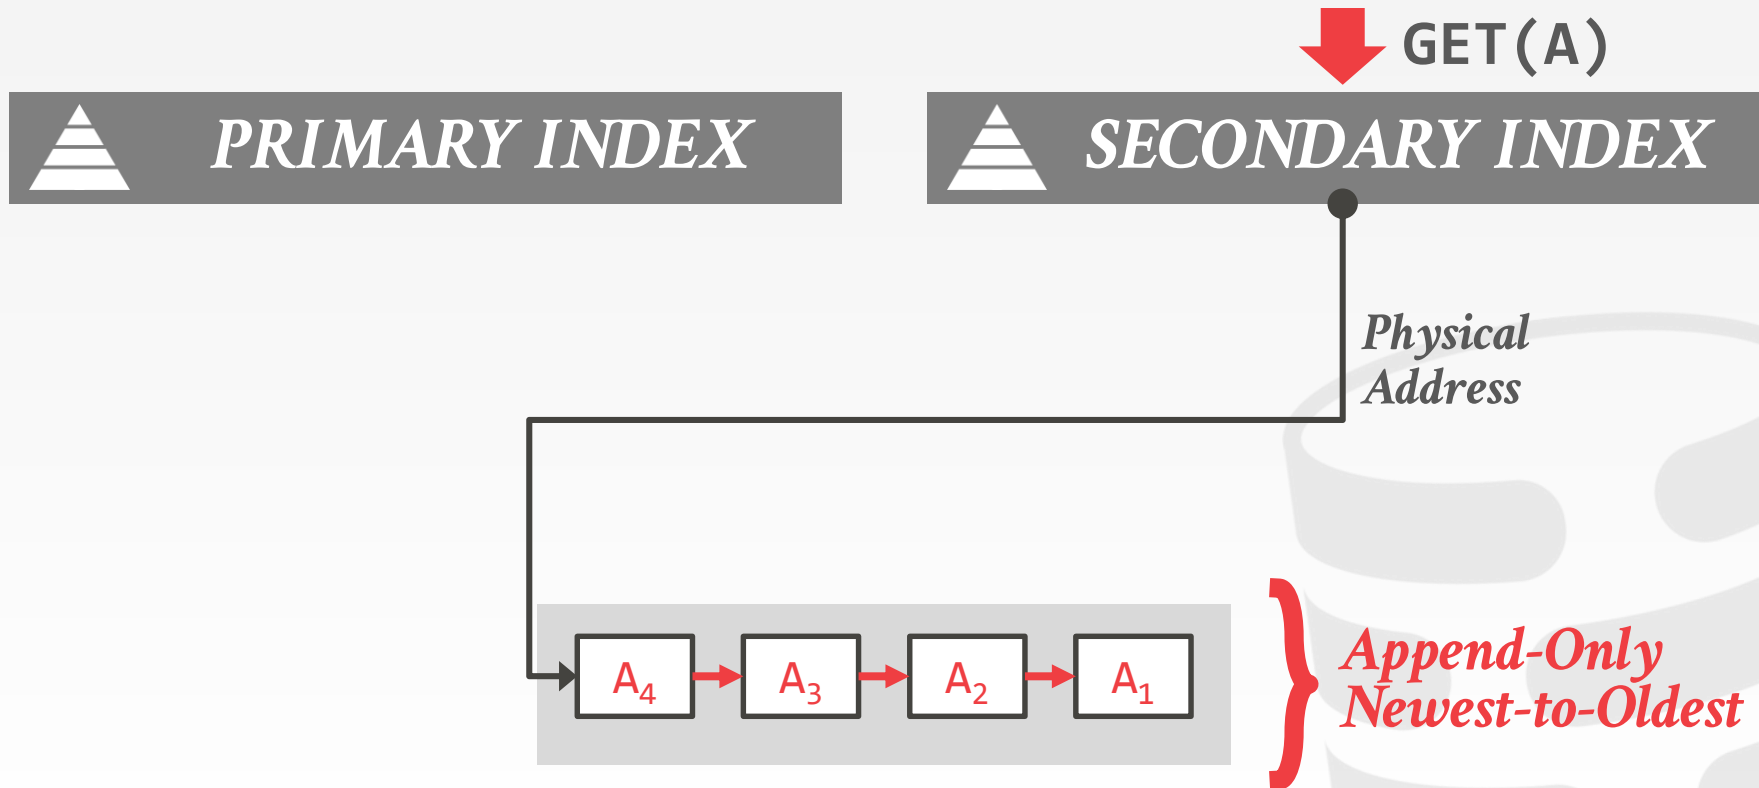 GET(A)
PRIMARY INDEX
SECONDARY INDEX
Physical
Address
A₄
A₃
A₂
A₁
Append-Only
Newest-to-Oldest